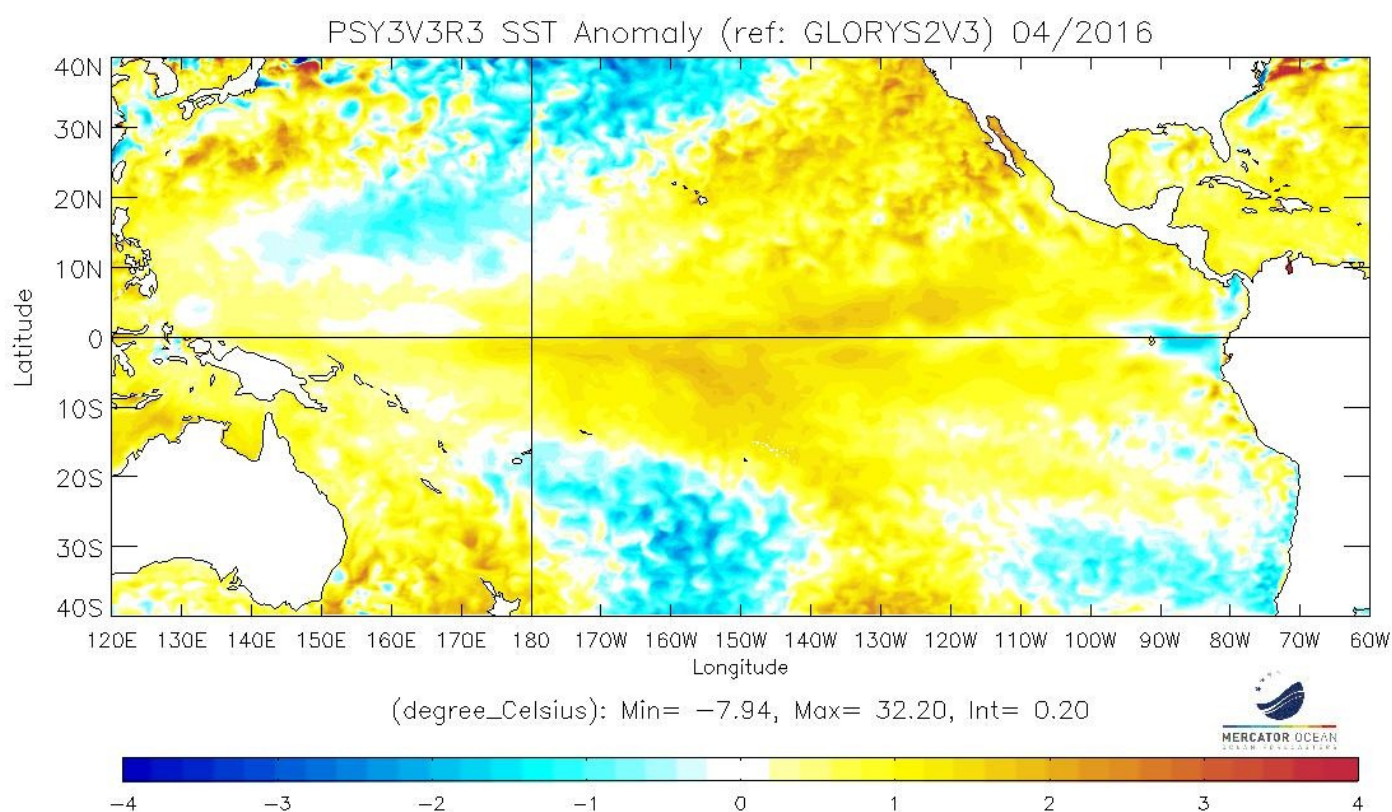 PSY3V3R3 SST Anomaly (ref: GLORYS2V3) 04/2016
40N
30N
20N
10N
0
10S
20S
30S
40S
Latitude
120E 130E 140E 150E 160E 170E 180 170W 160W 150W 140W 130W 120W 110W 100W 90W 80W 70W 60W
Longitude
(degree_Celsius): Min= −7.94, Max= 32.20, Int= 0.20
MERCATOR OCEAN
OCEAN FORECASTERS
−4 −3 −2 −1 0 1 2 3 4